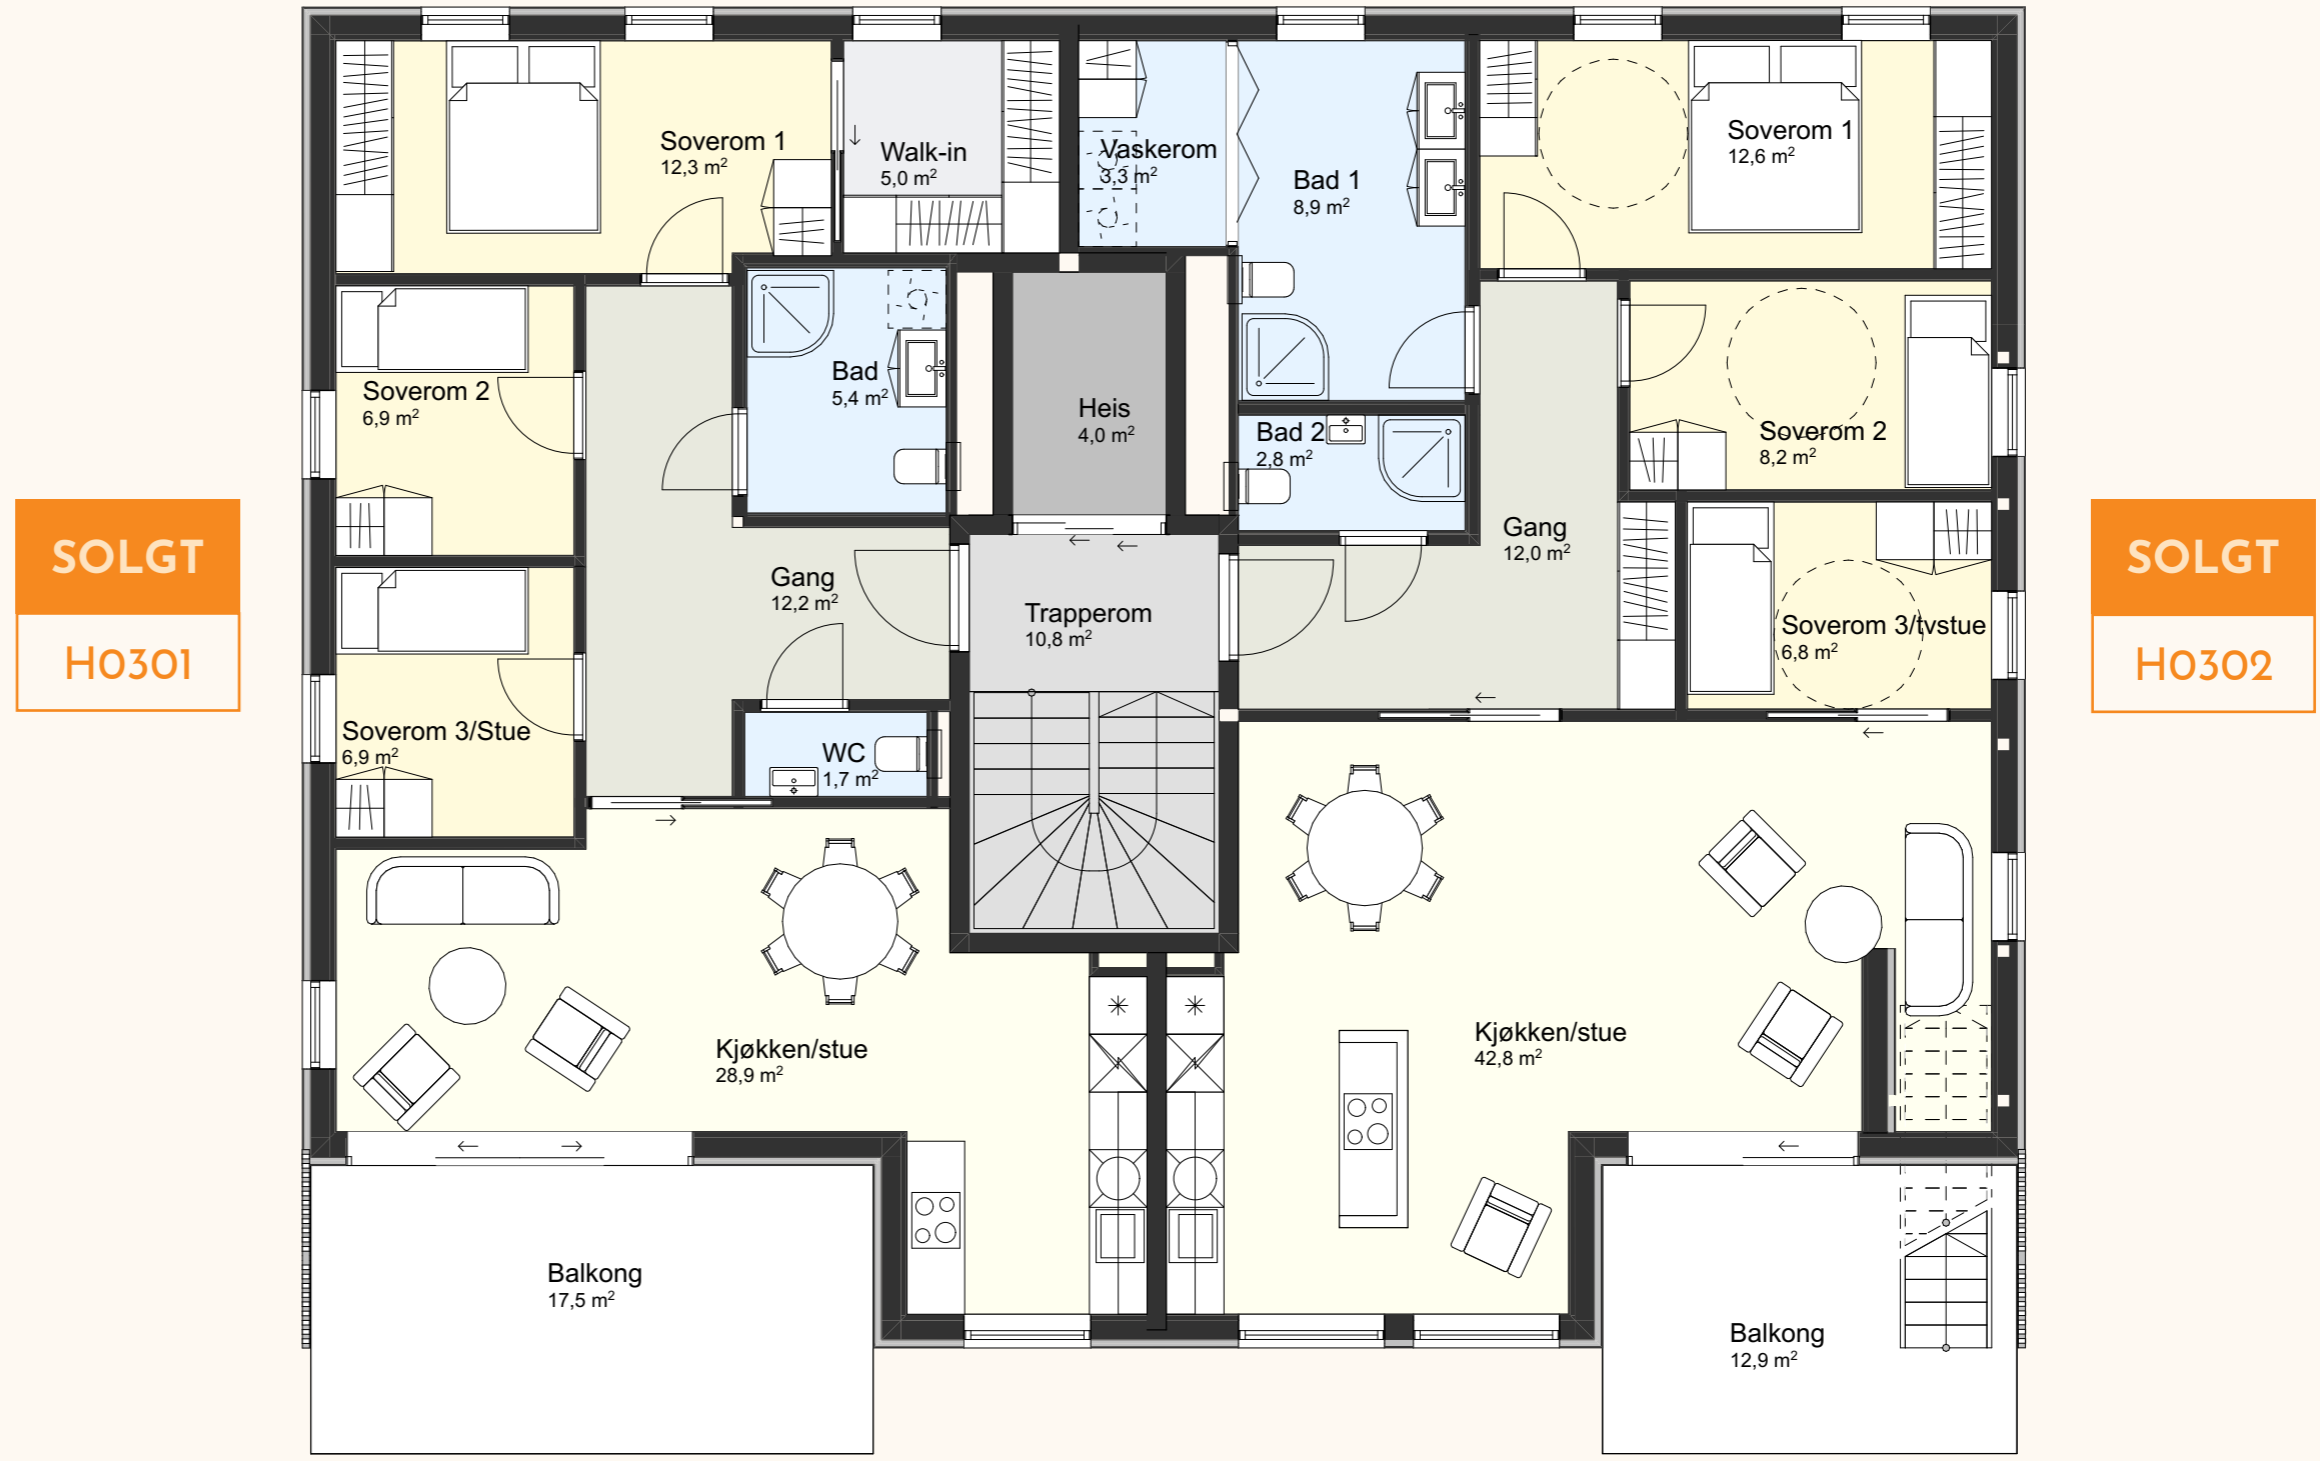 Soverom 1
12,3 m²
Walk-in
5,0 m²
Vaskerom
3,3 m²
Bad 1
8,9 m²
Soverom 1
12,6 m²
Soverom 2
6,9 m²
Bad
5,4 m²
Heis
4,0 m²
Bad 2
2,8 m²
Soverom 2
8,2 m²
SOLGT
H0301
Gang
12,2 m²
Trapperom
10,8 m²
Gang
12,0 m²
Soverom 3/tvstue
6,8 m²
SOLGT
H0302
Soverom 3/Stue
6,9 m²
WC
1,7 m²
Kjøkken/stue
28,9 m²
Kjøkken/stue
42,8 m²
Balkong
17,5 m²
Balkong
12,9 m²